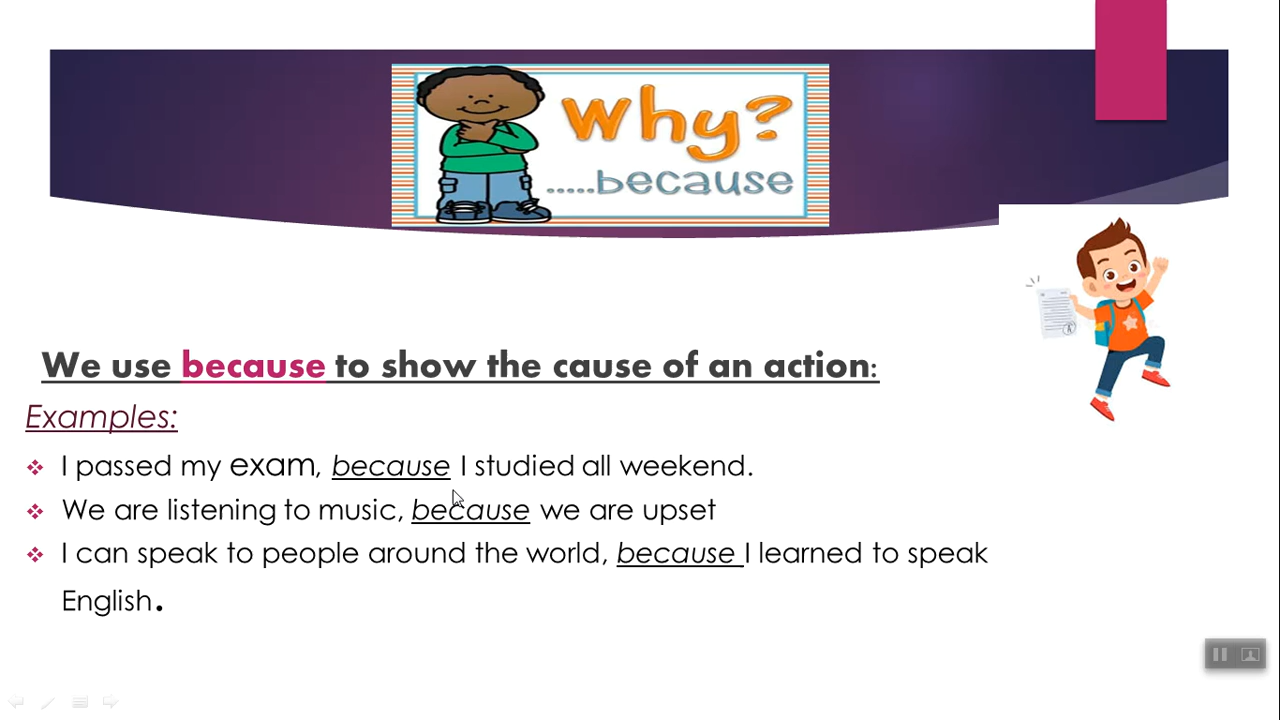 Why?
.....because
We use because to show the cause of an action:
Examples:
I passed my exam, because I studied all weekend.
We are listening to music, because we are upset
I can speak to people around the world, because I learned to speak
English.